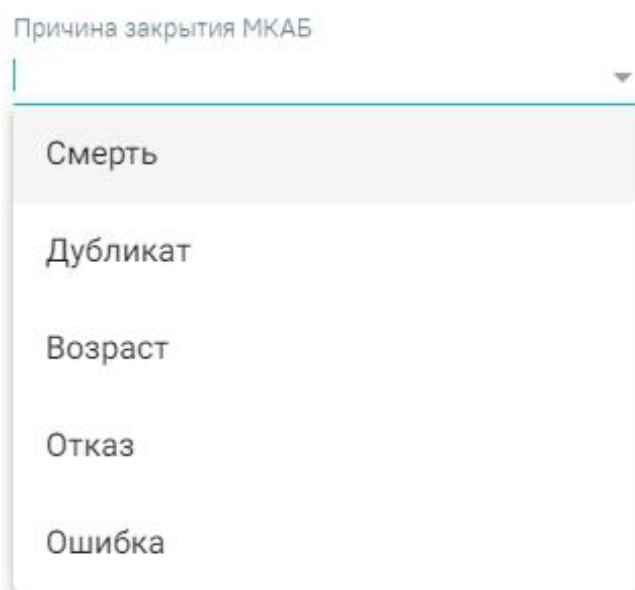 Причина закрытия МКАБ
Смерть
Дубликат
Возраст
Отказ
Ошибка